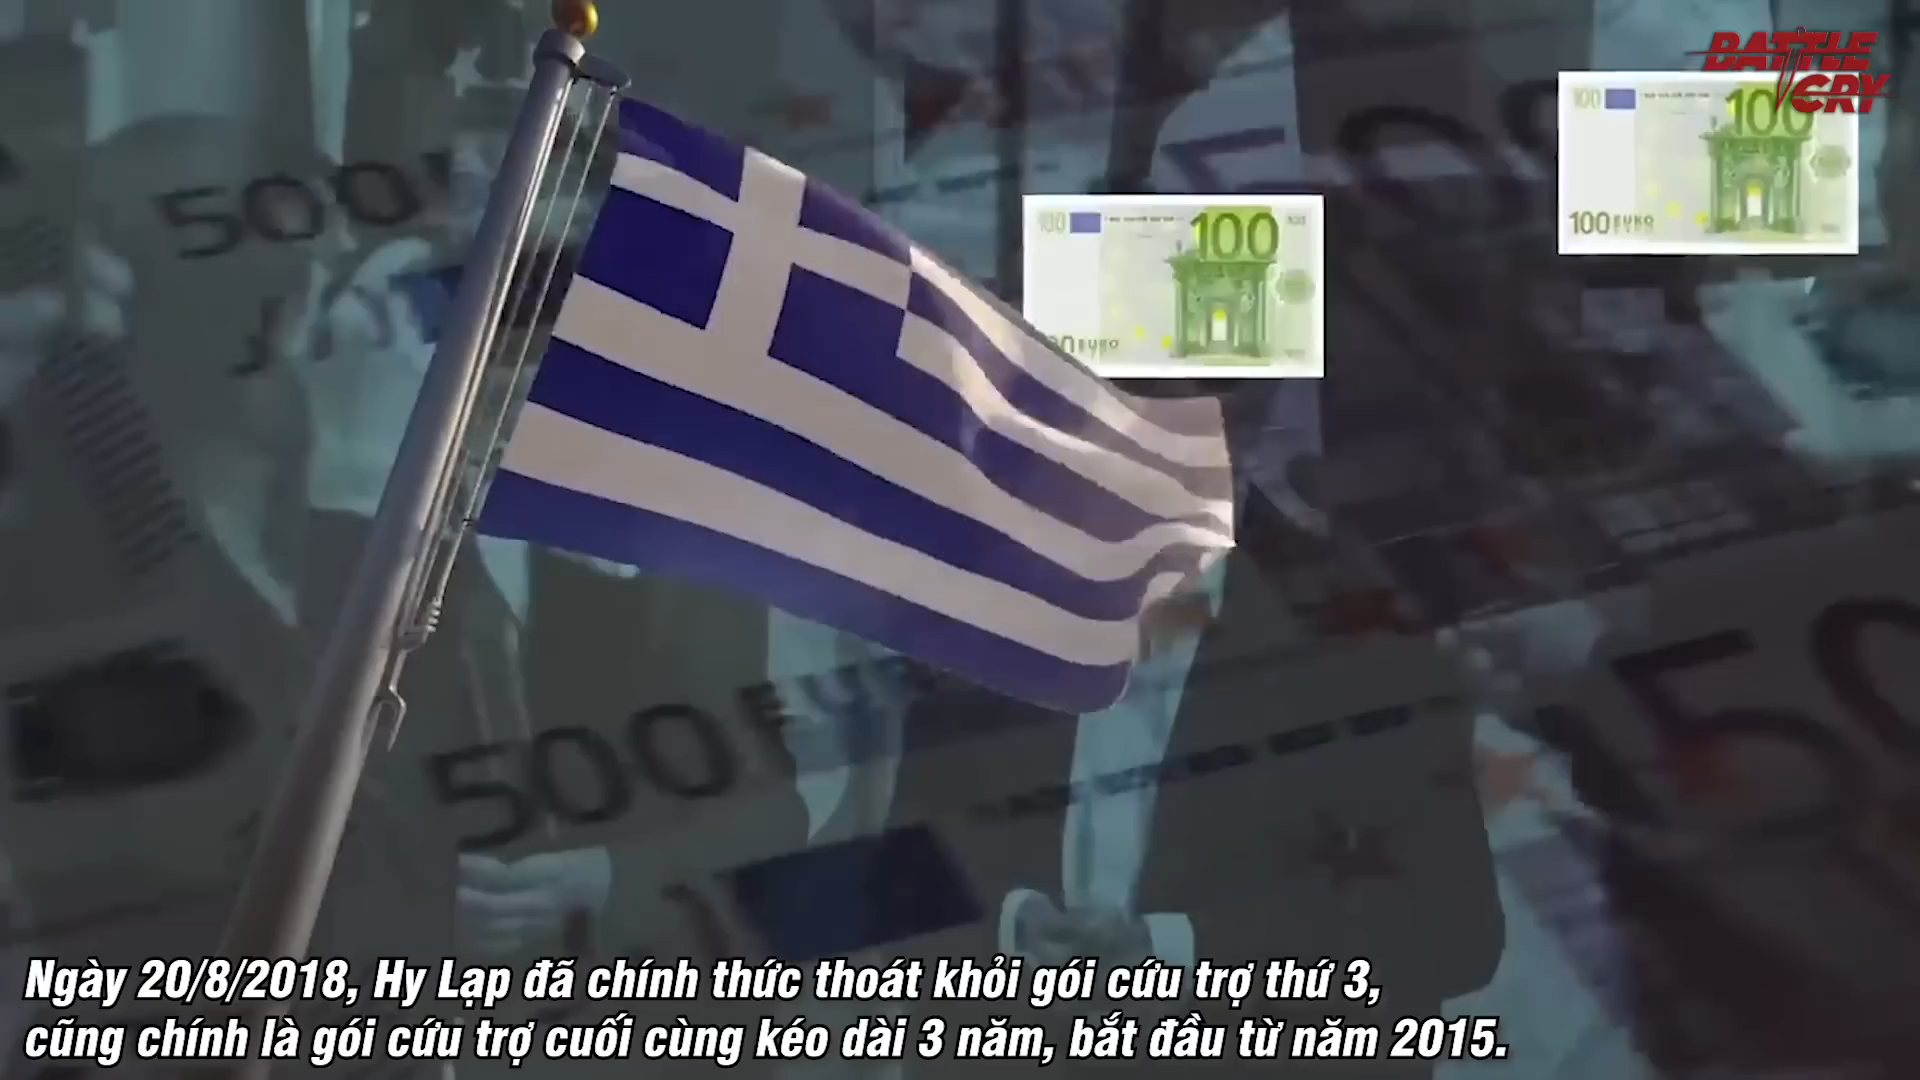 BATTLE
CRY
100
100
100 EURO
100
100
500
500 EU
50
Ngày 20/8/2018, Hy Lạp đã chính thức thoát khỏi gói cứu trợ thứ 3,
cũng chính là gói cứu trợ cuối cùng kéo dài 3 năm, bắt đầu từ năm 2015.